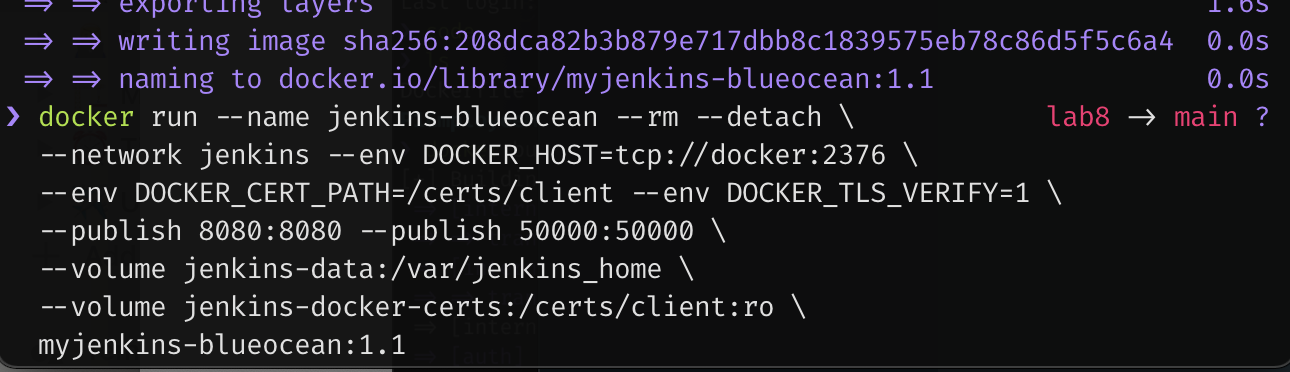 ⇒ ⇒ exporting layers 1.6s
⇒ ⇒ writing image sha256:208dca82b3b879e717dbb8c1839575eb78c86d5f5c6a4 0.0s
⇒ ⇒ naming to docker.io/library/myjenkins-blueocean:1.1 0.0s
❯ docker run --name jenkins-blueocean --rm --detach \ lab8 → main ?
--network jenkins --env DOCKER_HOST=tcp://docker:2376 \
--env DOCKER_CERT_PATH=/certs/client --env DOCKER_TLS_VERIFY=1 \
--publish 8080:8080 --publish 50000:50000 \
--volume jenkins-data:/var/jenkins_home \
--volume jenkins-docker-certs:/certs/client:ro \
myjenkins-blueocean:1.1